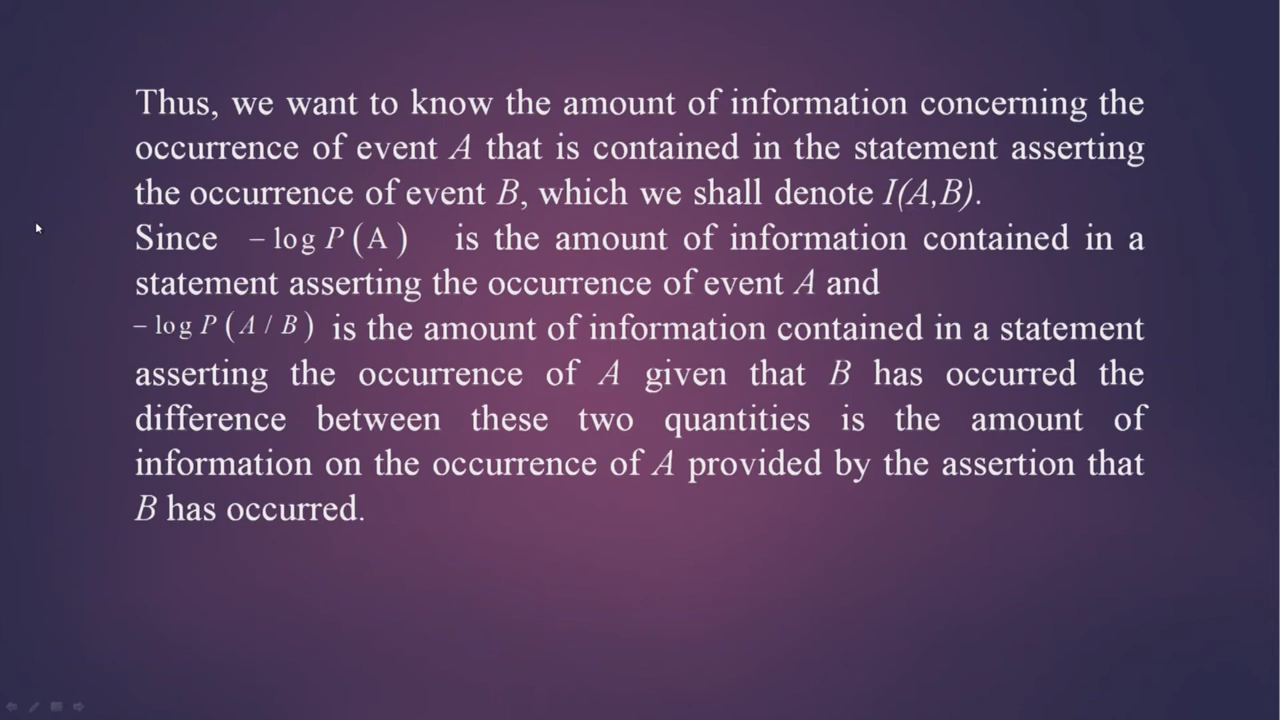 Thus, we want to know the amount of information concerning the
occurrence of event A that is contained in the statement asserting
the occurrence of event B, which we shall denote I(A,B).
Since – log P (A) is the amount of information contained in a
statement asserting the occurrence of event A and
– log P (A / B) is the amount of information contained in a statement
asserting the occurrence of A given that B has occurred the
difference between these two quantities is the amount of
information on the occurrence of A provided by the assertion that
B has occurred.